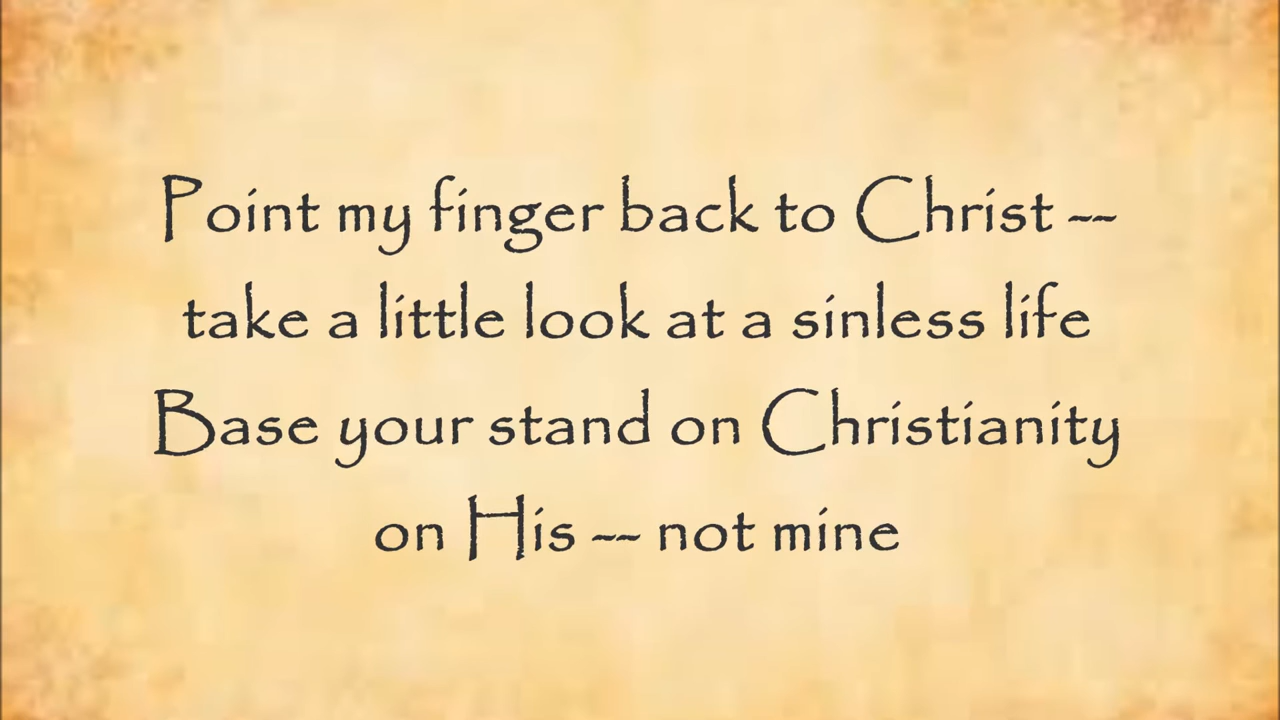 Point my finger back to Christ --
take a little look at a sinless life
Base your stand on Christianity
on His -- not mine